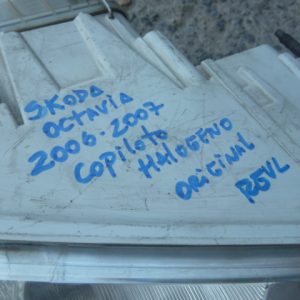 SKODA
OCTAVIA
2006-2007
COPILOTO
HALOGENO
ORIGINAL
R5VL